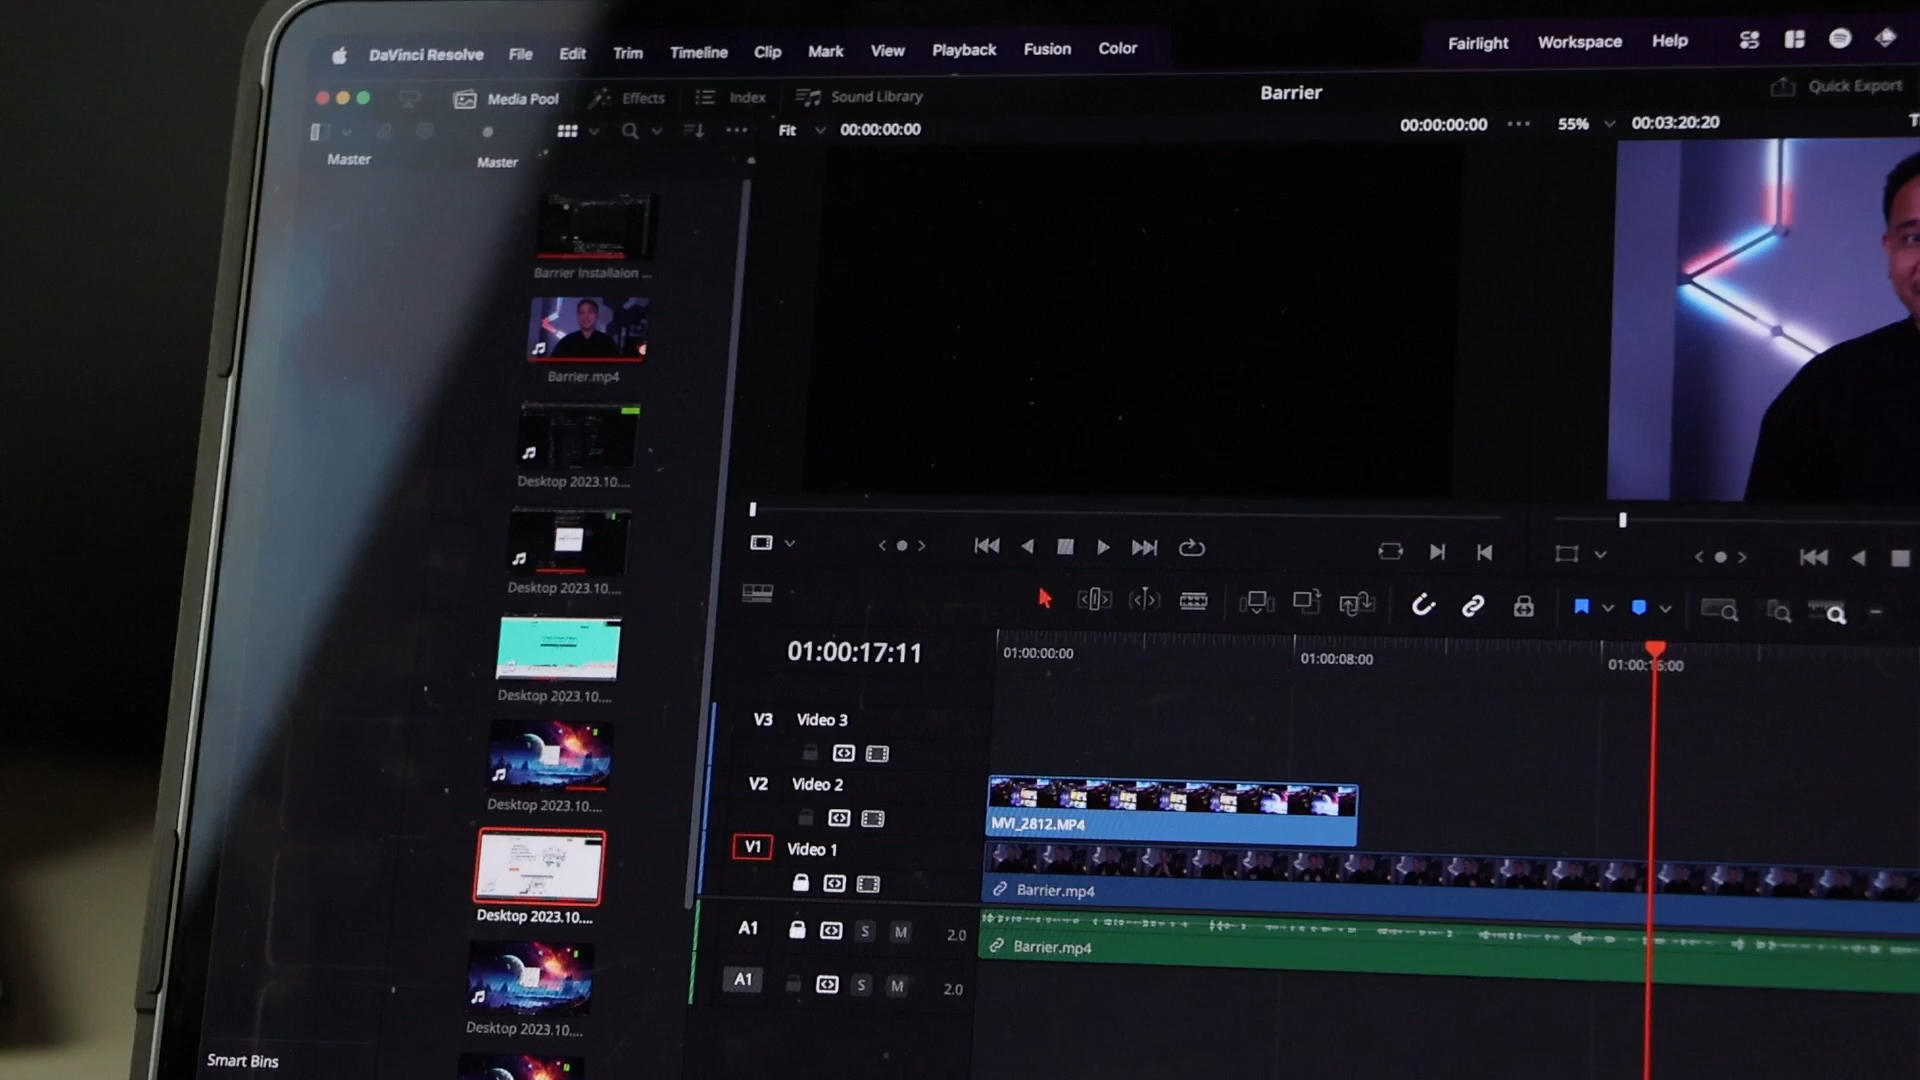 DaVinci Resolve File Edit Trim Timeline Clip Mark View Playback Fusion Color Fairlight Workspace Help
Media Pool Effects Index Sound Library Barrier Quick Export
Fit 00:00:00:00 00:00:00:00 55% 00:03:20:20
Master Master
Barrier Installaion ...
Barrier.mp4
Desktop 2023.10....
Desktop 2023.10....
Desktop 2023.10....
Desktop 2023.10....
Desktop 2023.10....
Desktop 2023.10....
Smart Bins
01:00:17:11 01:00:00:00 01:00:08:00 01:00:16:00
V3 Video 3
V2 Video 2
MVI_2812.MP4
V1 Video 1
Barrier.mp4
A1 S M 2.0
Barrier.mp4
A1 S M 2.0